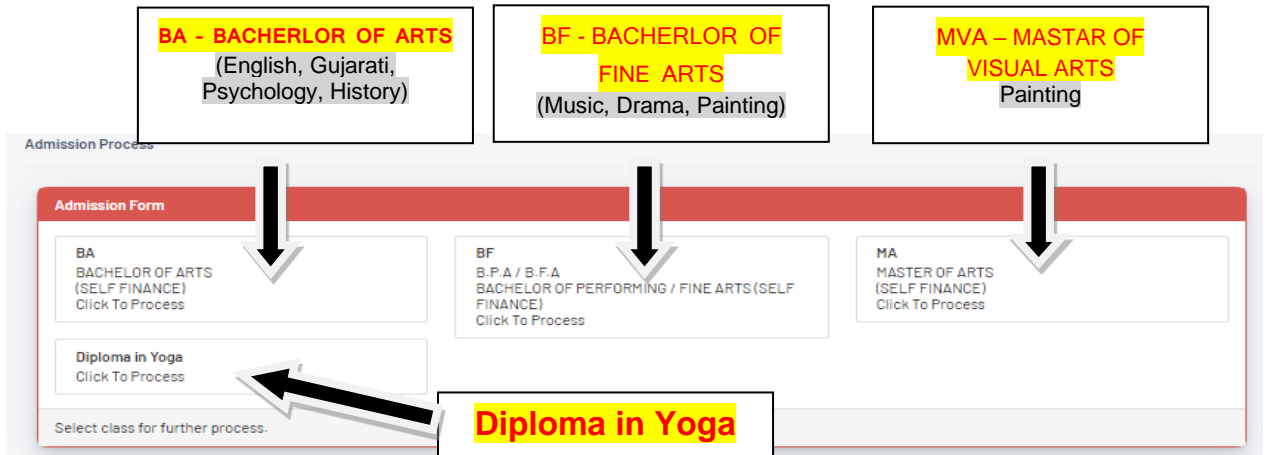 BA - BACHERLOR OF ARTS
(English, Gujarati,
Psychology, History)
BF - BACHERLOR OF
FINE ARTS
(Music, Drama, Painting)
MVA – MASTAR OF
VISUAL ARTS
Painting
Admission Process
Admission Form
BA
BACHELOR OF ARTS
(SELF FINANCE)
Click To Process
BF
B.P.A / B.F.A
BACHELOR OF PERFORMING / FINE ARTS (SELF
FINANCE)
Click To Process
MA
MASTER OF ARTS
(SELF FINANCE)
Click To Process
Diploma in Yoga
Click To Process
Diploma in Yoga
Select class for further process.